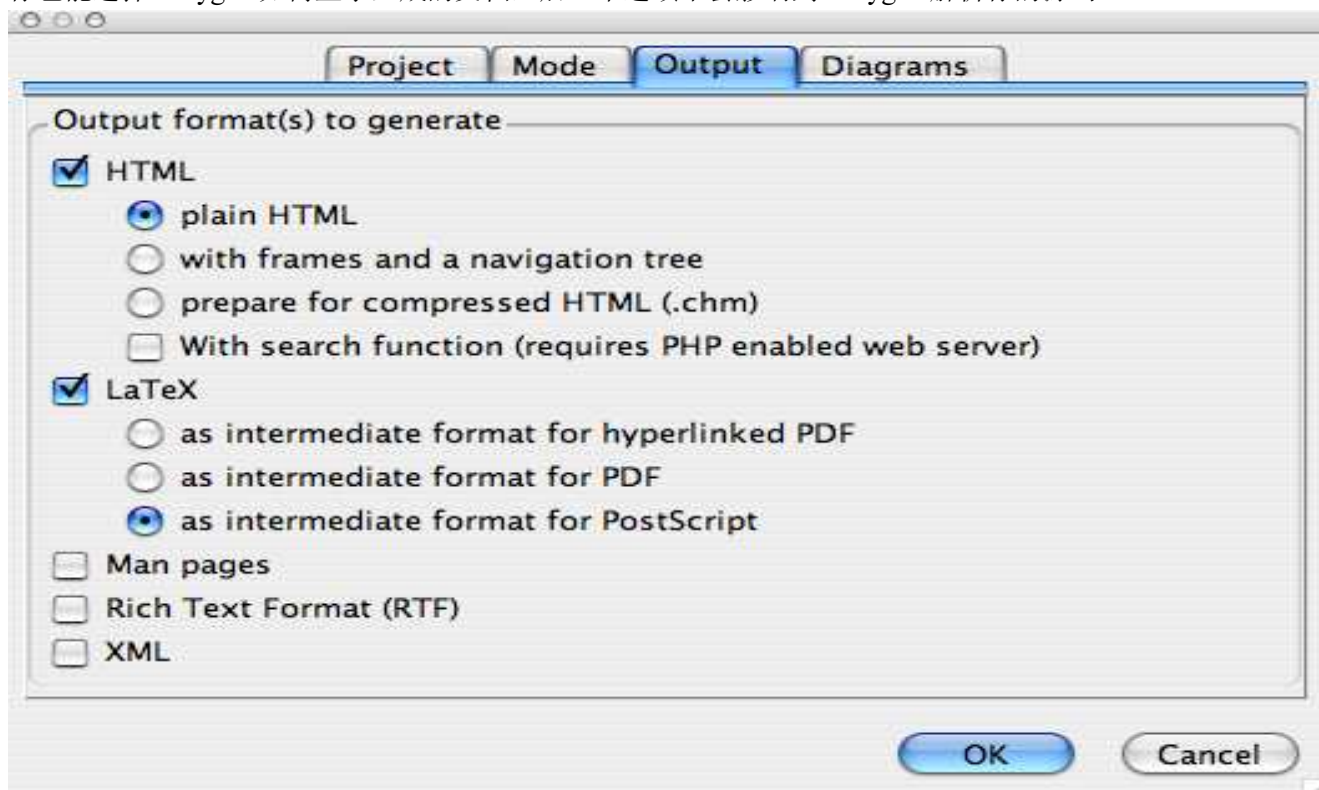 Project Mode Output Diagrams
Output format(s) to generate
HTML
plain HTML
with frames and a navigation tree
prepare for compressed HTML (.chm)
With search function (requires PHP enabled web server)
LaTeX
as intermediate format for hyperlinked PDF
as intermediate format for PDF
as intermediate format for PostScript
Man pages
Rich Text Format (RTF)
XML
OK Cancel